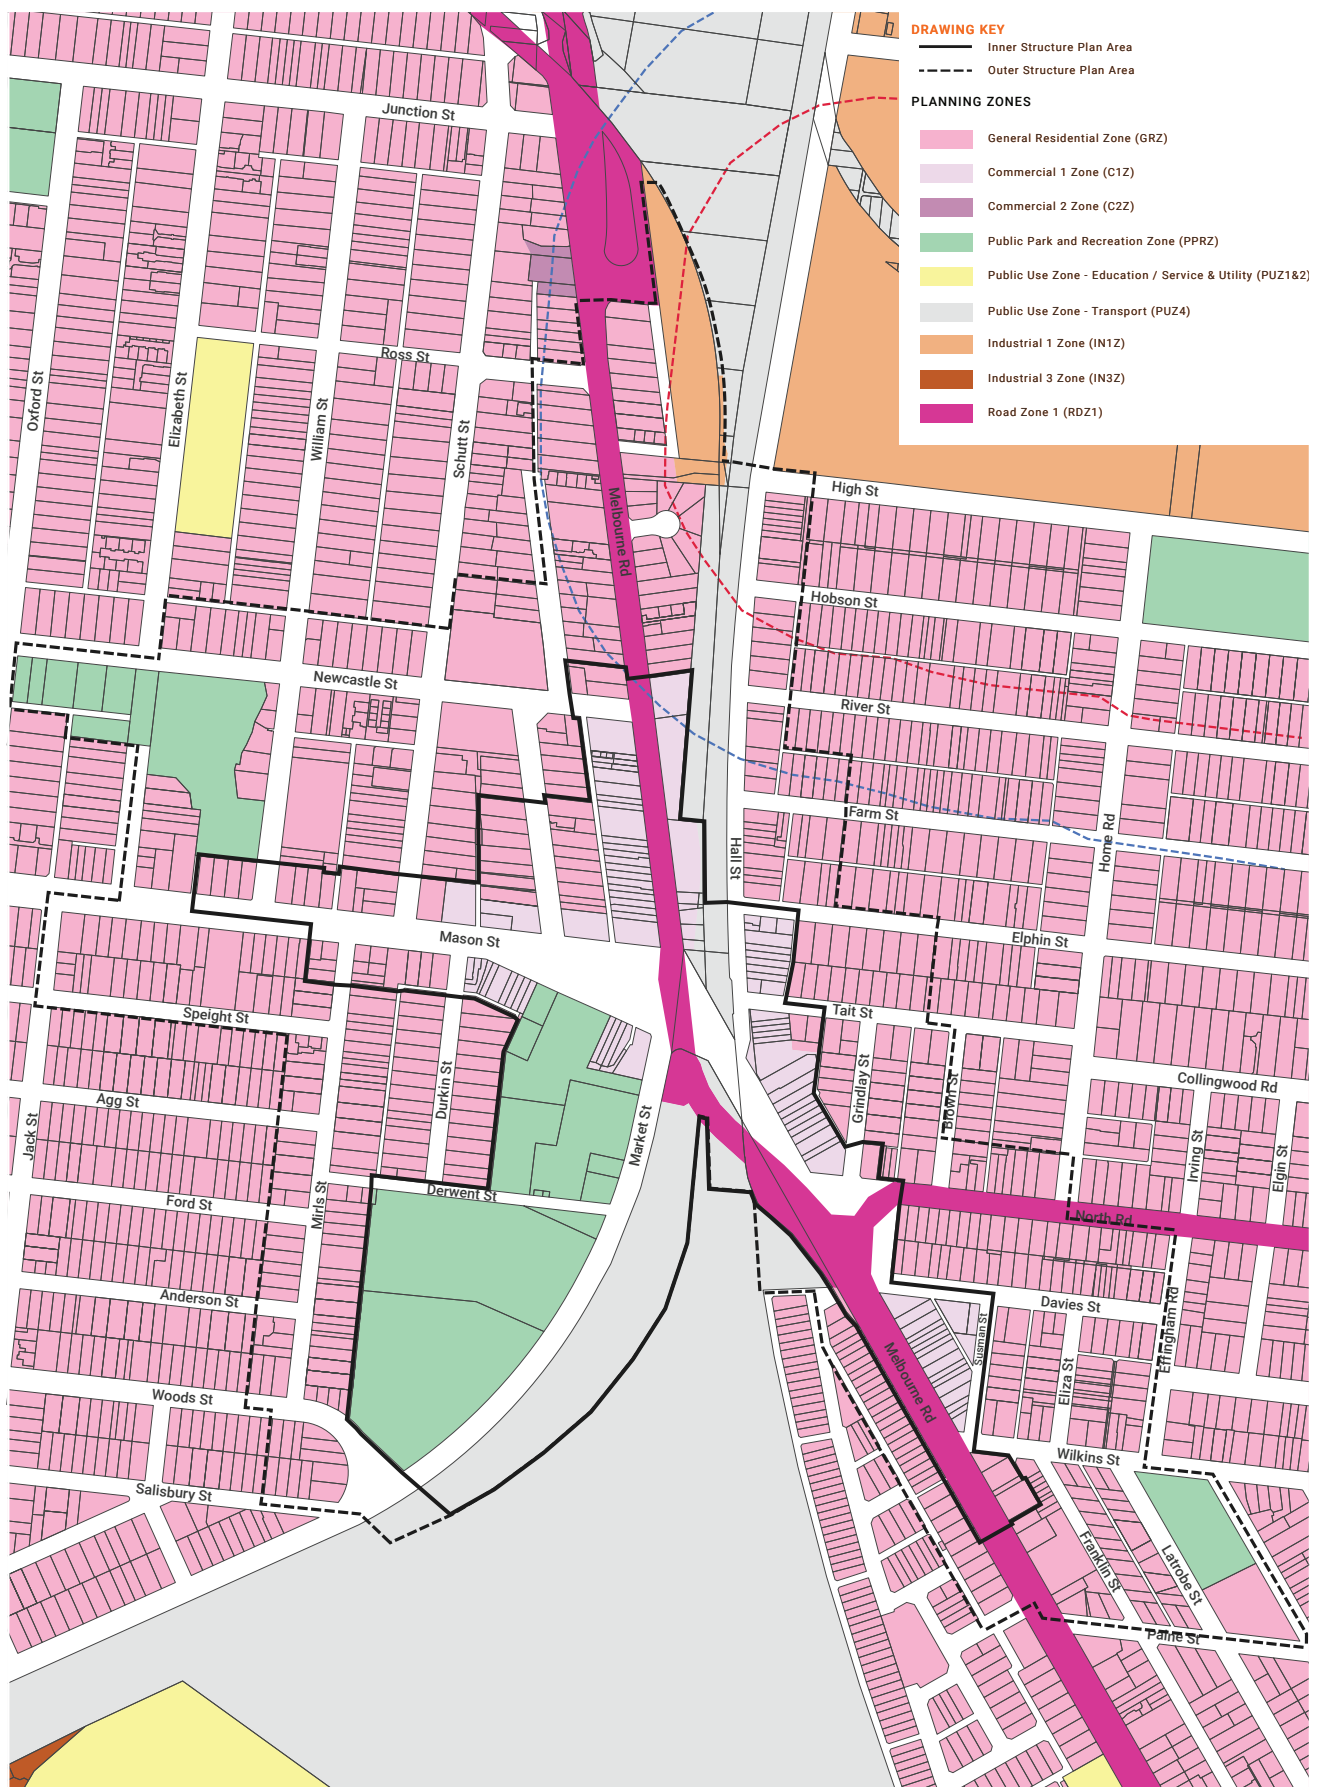 DRAWING KEY
Inner Structure Plan Area
Outer Structure Plan Area
PLANNING ZONES
General Residential Zone (GRZ)
Commercial 1 Zone (C1Z)
Commercial 2 Zone (C2Z)
Public Park and Recreation Zone (PPRZ)
Public Use Zone - Education / Service & Utility (PUZ1&2)
Public Use Zone - Transport (PUZ4)
Industrial 1 Zone (IN1Z)
Industrial 3 Zone (IN3Z)
Road Zone 1 (RDZ1)
Junction St
Ross St
Oxford St
Elizabeth St
William St
Schutt St
Melbourne Rd
High St
Hobson St
Newcastle St
River St
Farm St
Hall St
Home Rd
Mason St
Elphin St
Speight St
Tait St
Durkin St
Grindlay St
Brown St
Collingwood Rd
Agg St
Jack St
Market St
Irving St
Elgin St
Derwent St
Ford St
Mirls St
North Rd
Anderson St
Davies St
Susman St
Effingham Rd
Melbourne Rd
Eliza St
Woods St
Wilkins St
Salisbury St
Franklin St
Latrobe St
Paine St